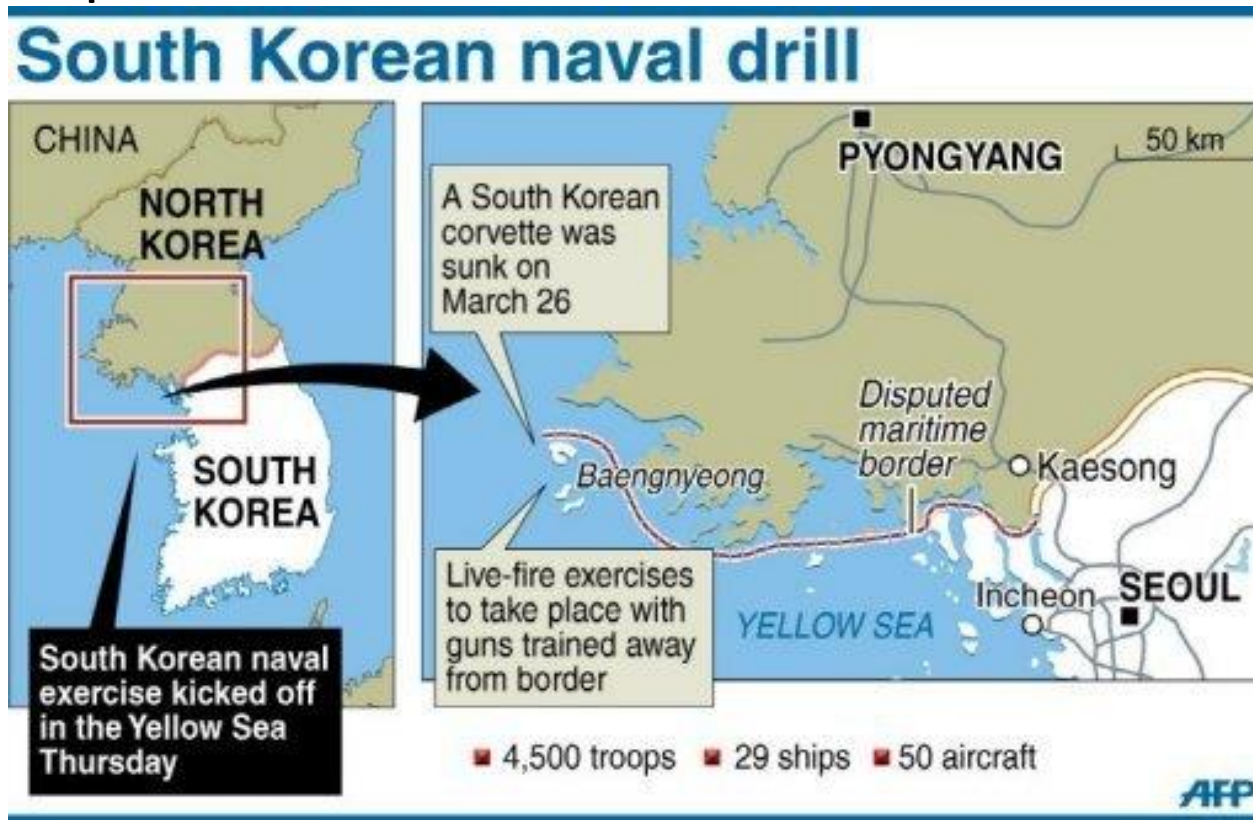 South Korean naval drill
CHINA
NORTH
KOREA
SOUTH
KOREA
South Korean naval
exercise kicked off
in the Yellow Sea
Thursday
A South Korean
corvette was
sunk on
March 26
PYONGYANG
50 km
Disputed
maritime
border
Baengnyeong
Kaesong
Live-fire exercises
to take place with
guns trained away
from border
YELLOW SEA
Incheon
SEOUL
4,500 troops 29 ships 50 aircraft
AFP